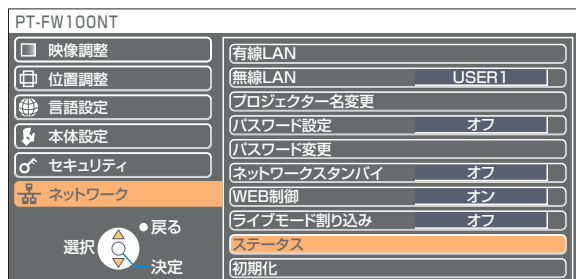 PT-FW100NT
映像調整
位置調整
言語設定
本体設定
セキュリティ
ネットワーク
選択
戻る
決定
有線LAN
無線LAN USER1
プロジェクター名変更
パスワード設定 オフ
パスワード変更
ネットワークスタンバイ オフ
WEB制御 オン
ライブモード割り込み オフ
ステータス
初期化